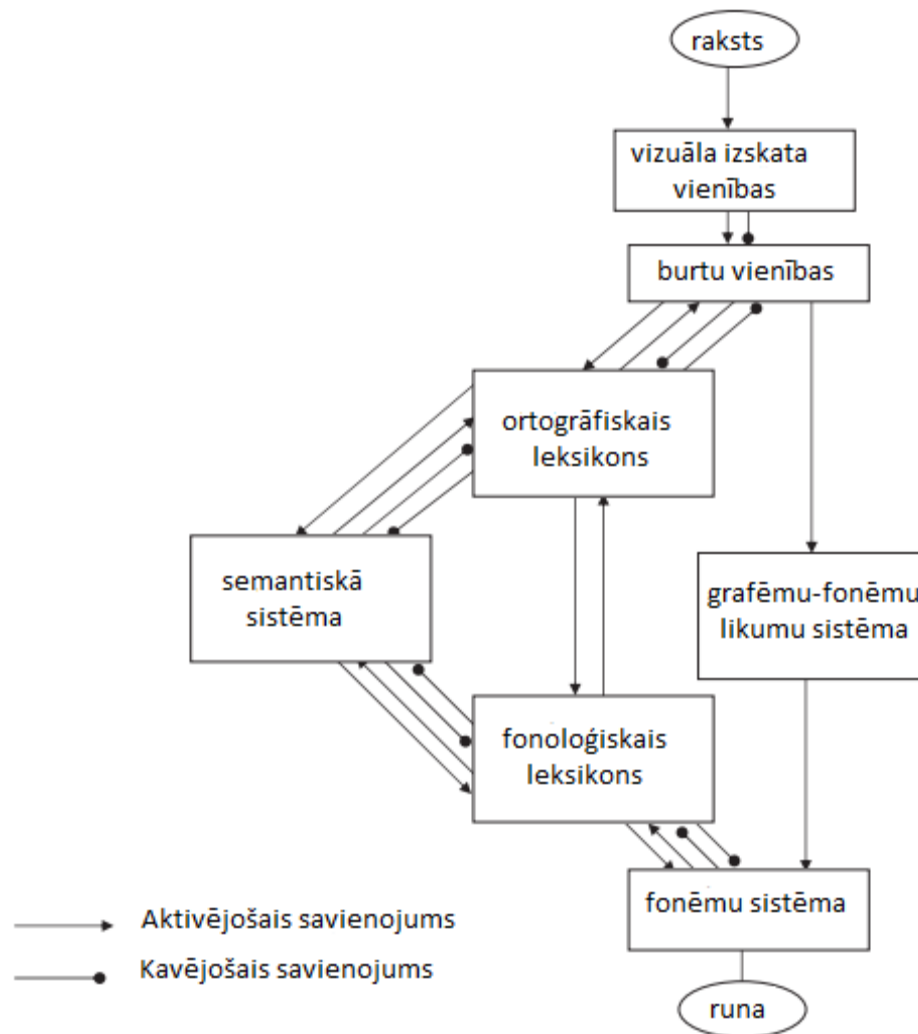 raksts
vizuāla izskata
vienības
burtu vienības
ortogrāfiskais
leksikons
semantiskā
sistēma
grafēmu-fonēmu
likumu sistēma
fonoloģiskais
leksikons
fonēmu sistēma
runa
Aktivējošais savienojums
Kavējošais savienojums